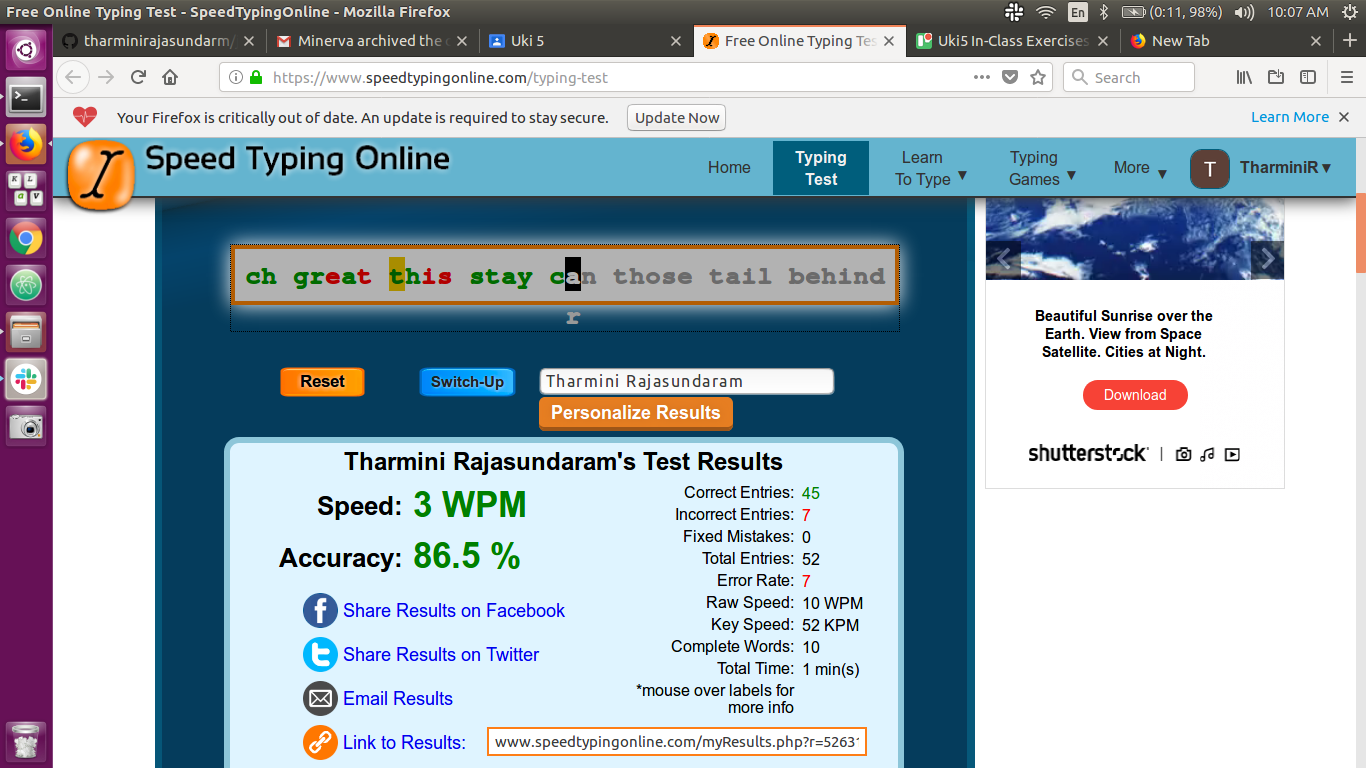 Free Online Typing Test - SpeedTypingOnline - Mozilla Firefox
En
(0:11, 98%)
10:07 AM
tharminirajasundarm/
Minerva archived the
Uki 5
Free Online Typing Tes
Uki5 In-Class Exercises
New Tab
https://www.speedtypingonline.com/typing-test
Search
Your Firefox is critically out of date. An update is required to stay secure.
Update Now
Learn More
Speed Typing Online
Home
Typing
Test
Learn
To Type ▼
Typing
Games ▼
More ▼
T
TharminiR ▾
ch great this stay can those tail behind
r
Reset
Switch-Up
Tharmini Rajasundaram
Personalize Results
Tharmini Rajasundaram's Test Results
Speed: 3 WPM
Accuracy: 86.5 %
Share Results on Facebook
Share Results on Twitter
Email Results
Link to Results:
www.speedtypingonline.com/myResults.php?r=5263
Correct Entries: 45
Incorrect Entries: 7
Fixed Mistakes: 0
Total Entries: 52
Error Rate: 7
Raw Speed: 10 WPM
Key Speed: 52 KPM
Complete Words: 10
Total Time: 1 min(s)
*mouse over labels for
more info
Beautiful Sunrise over the
Earth. View from Space
Satellite. Cities at Night.
Download
shutterstock